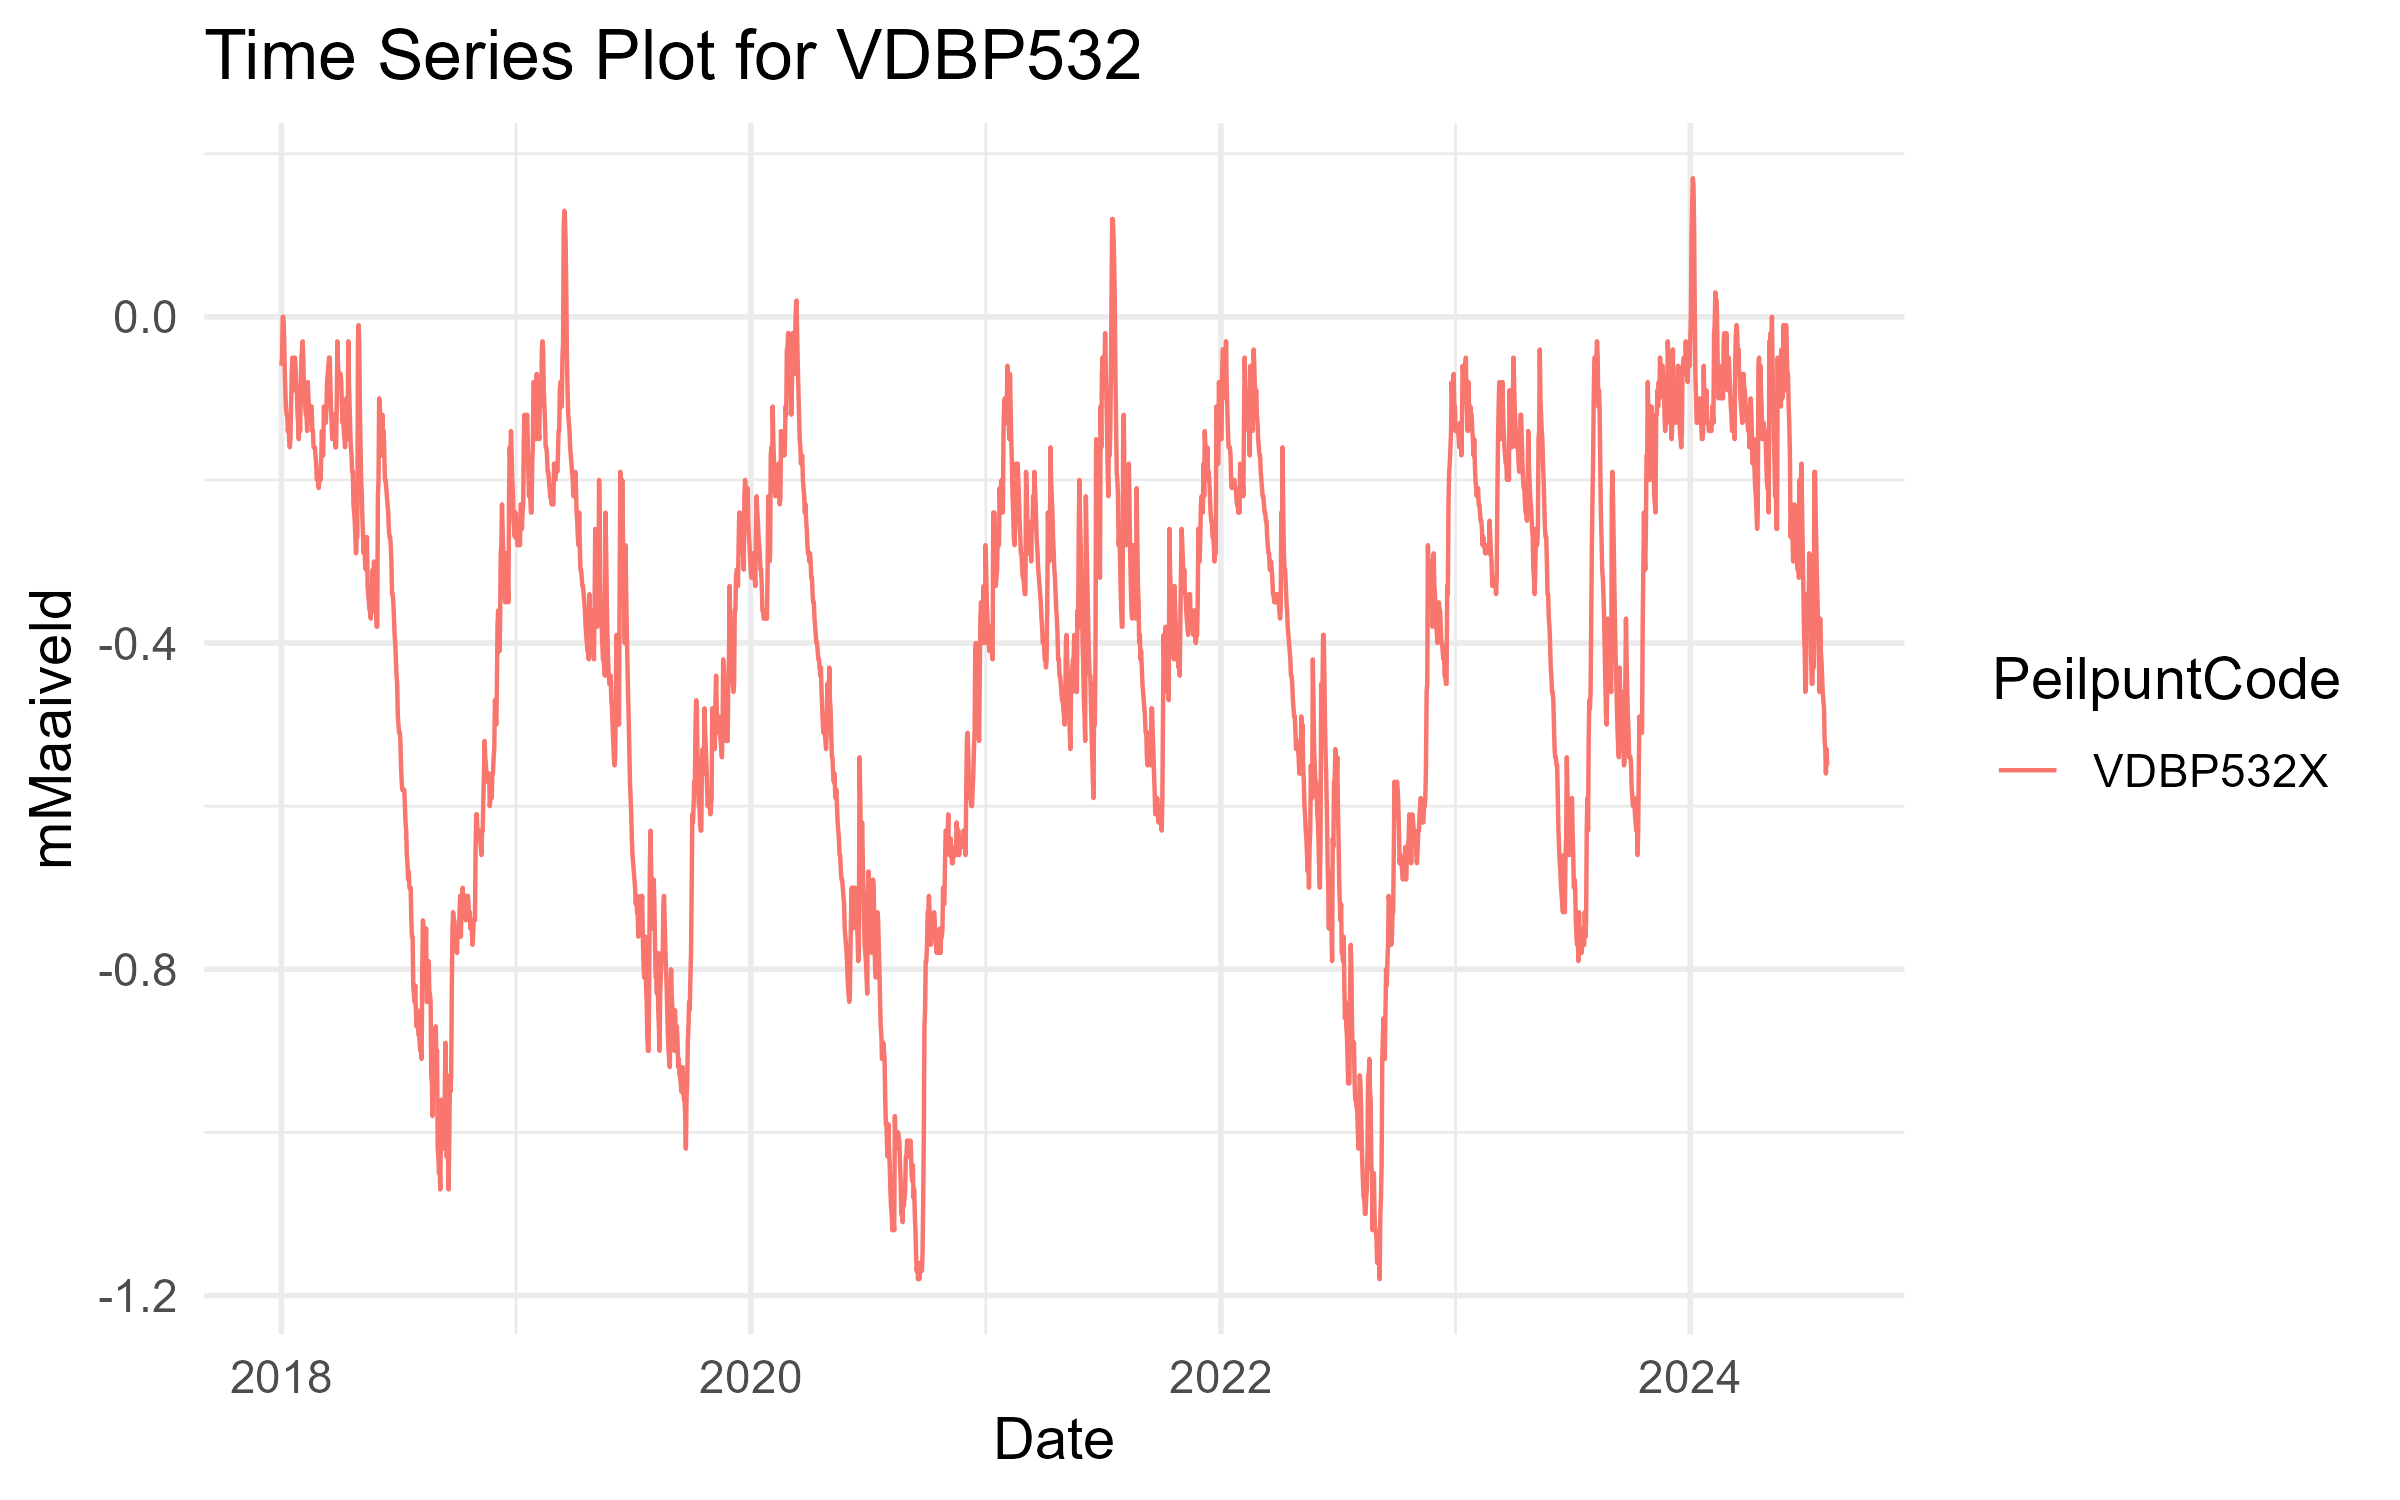 Time Series Plot for VDBP532
0.0
-0.4
-0.8
-1.2
mMaaiveld
2018 2020 2022 2024
Date
PeilpuntCode
VDBP532X